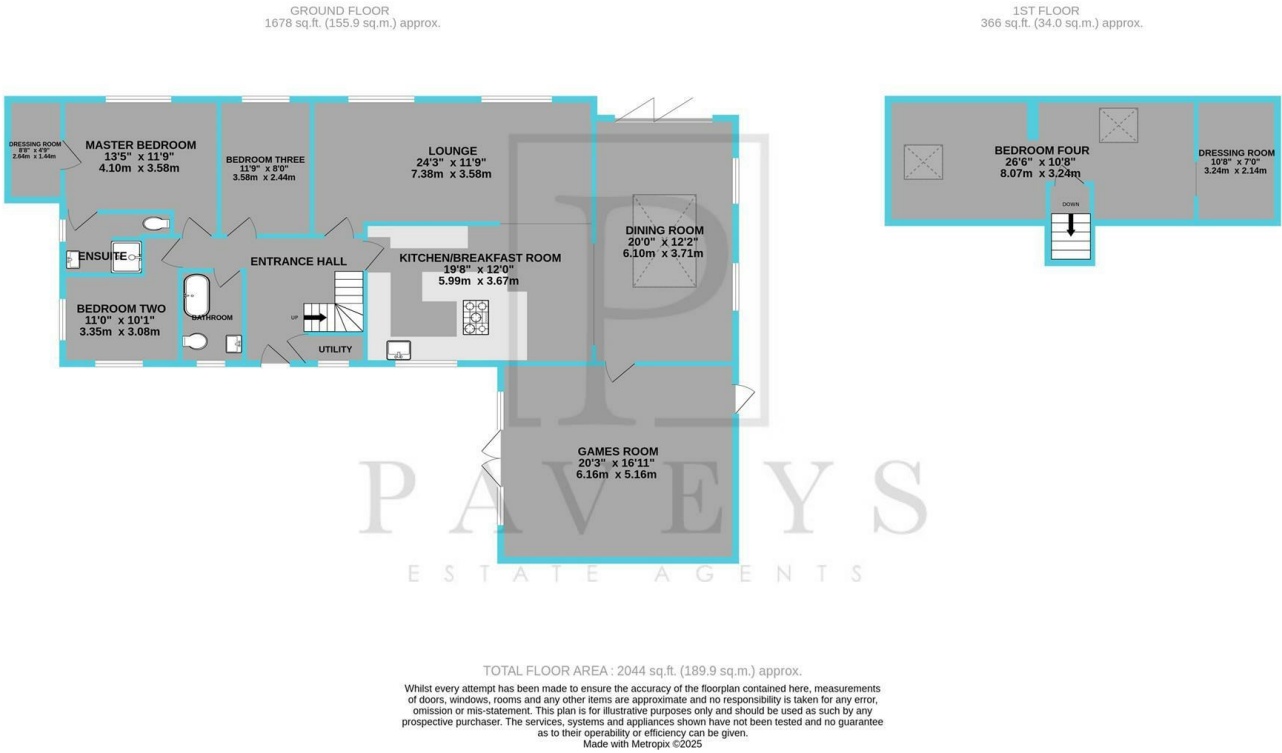 GROUND FLOOR
1678 sq.ft. (155.9 sq.m.) approx.
1ST FLOOR
366 sq.ft. (34.0 sq.m.) approx.
DRESSING ROOM
8'8" x 4'9"
2.64m x 1.44m
MASTER BEDROOM
13'5" x 11'9"
4.10m x 3.58m
BEDROOM THREE
11'9" x 8'0"
3.58m x 2.44m
LOUNGE
24'3" x 11'9"
7.38m x 3.58m
DINING ROOM
20'0" x 12'2"
6.10m x 3.71m
ENSUITE
ENTRANCE HALL
KITCHEN/BREAKFAST ROOM
19'8" x 12'0"
5.99m x 3.67m
BEDROOM TWO
11'0" x 10'1"
3.35m x 3.08m
BATHROOM
UP
UTILITY
GAMES ROOM
20'3" x 16'11"
6.16m x 5.16m
BEDROOM FOUR
26'6" x 10'8"
8.07m x 3.24m
DOWN
DRESSING ROOM
10'8" x 7'0"
3.24m x 2.14m
P
PAVEYS
ESTATE AGENTS
TOTAL FLOOR AREA : 2044 sq.ft. (189.9 sq.m.) approx.
Whilst every attempt has been made to ensure the accuracy of the floorplan contained here, measurements
of doors, windows, rooms and any other items are approximate and no responsibility is taken for any error,
omission or mis-statement. This plan is for illustrative purposes only and should be used as such by any
prospective purchaser. The services, systems and appliances shown have not been tested and no guarantee
as to their operability or efficiency can be given.
Made with Metropix ©2025